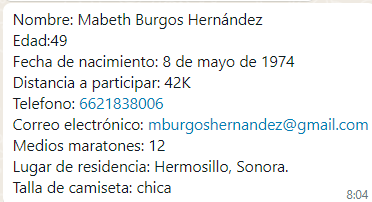 Nombre: Mabeth Burgos Hernández
Edad:49
Fecha de nacimiento: 8 de mayo de 1974
Distancia a participar: 42K
Telefono: 6621838006
Correo electrónico: mburgoshernandez@gmail.com
Medios maratones: 12
Lugar de residencia: Hermosillo, Sonora.
Talla de camiseta: chica
8:04